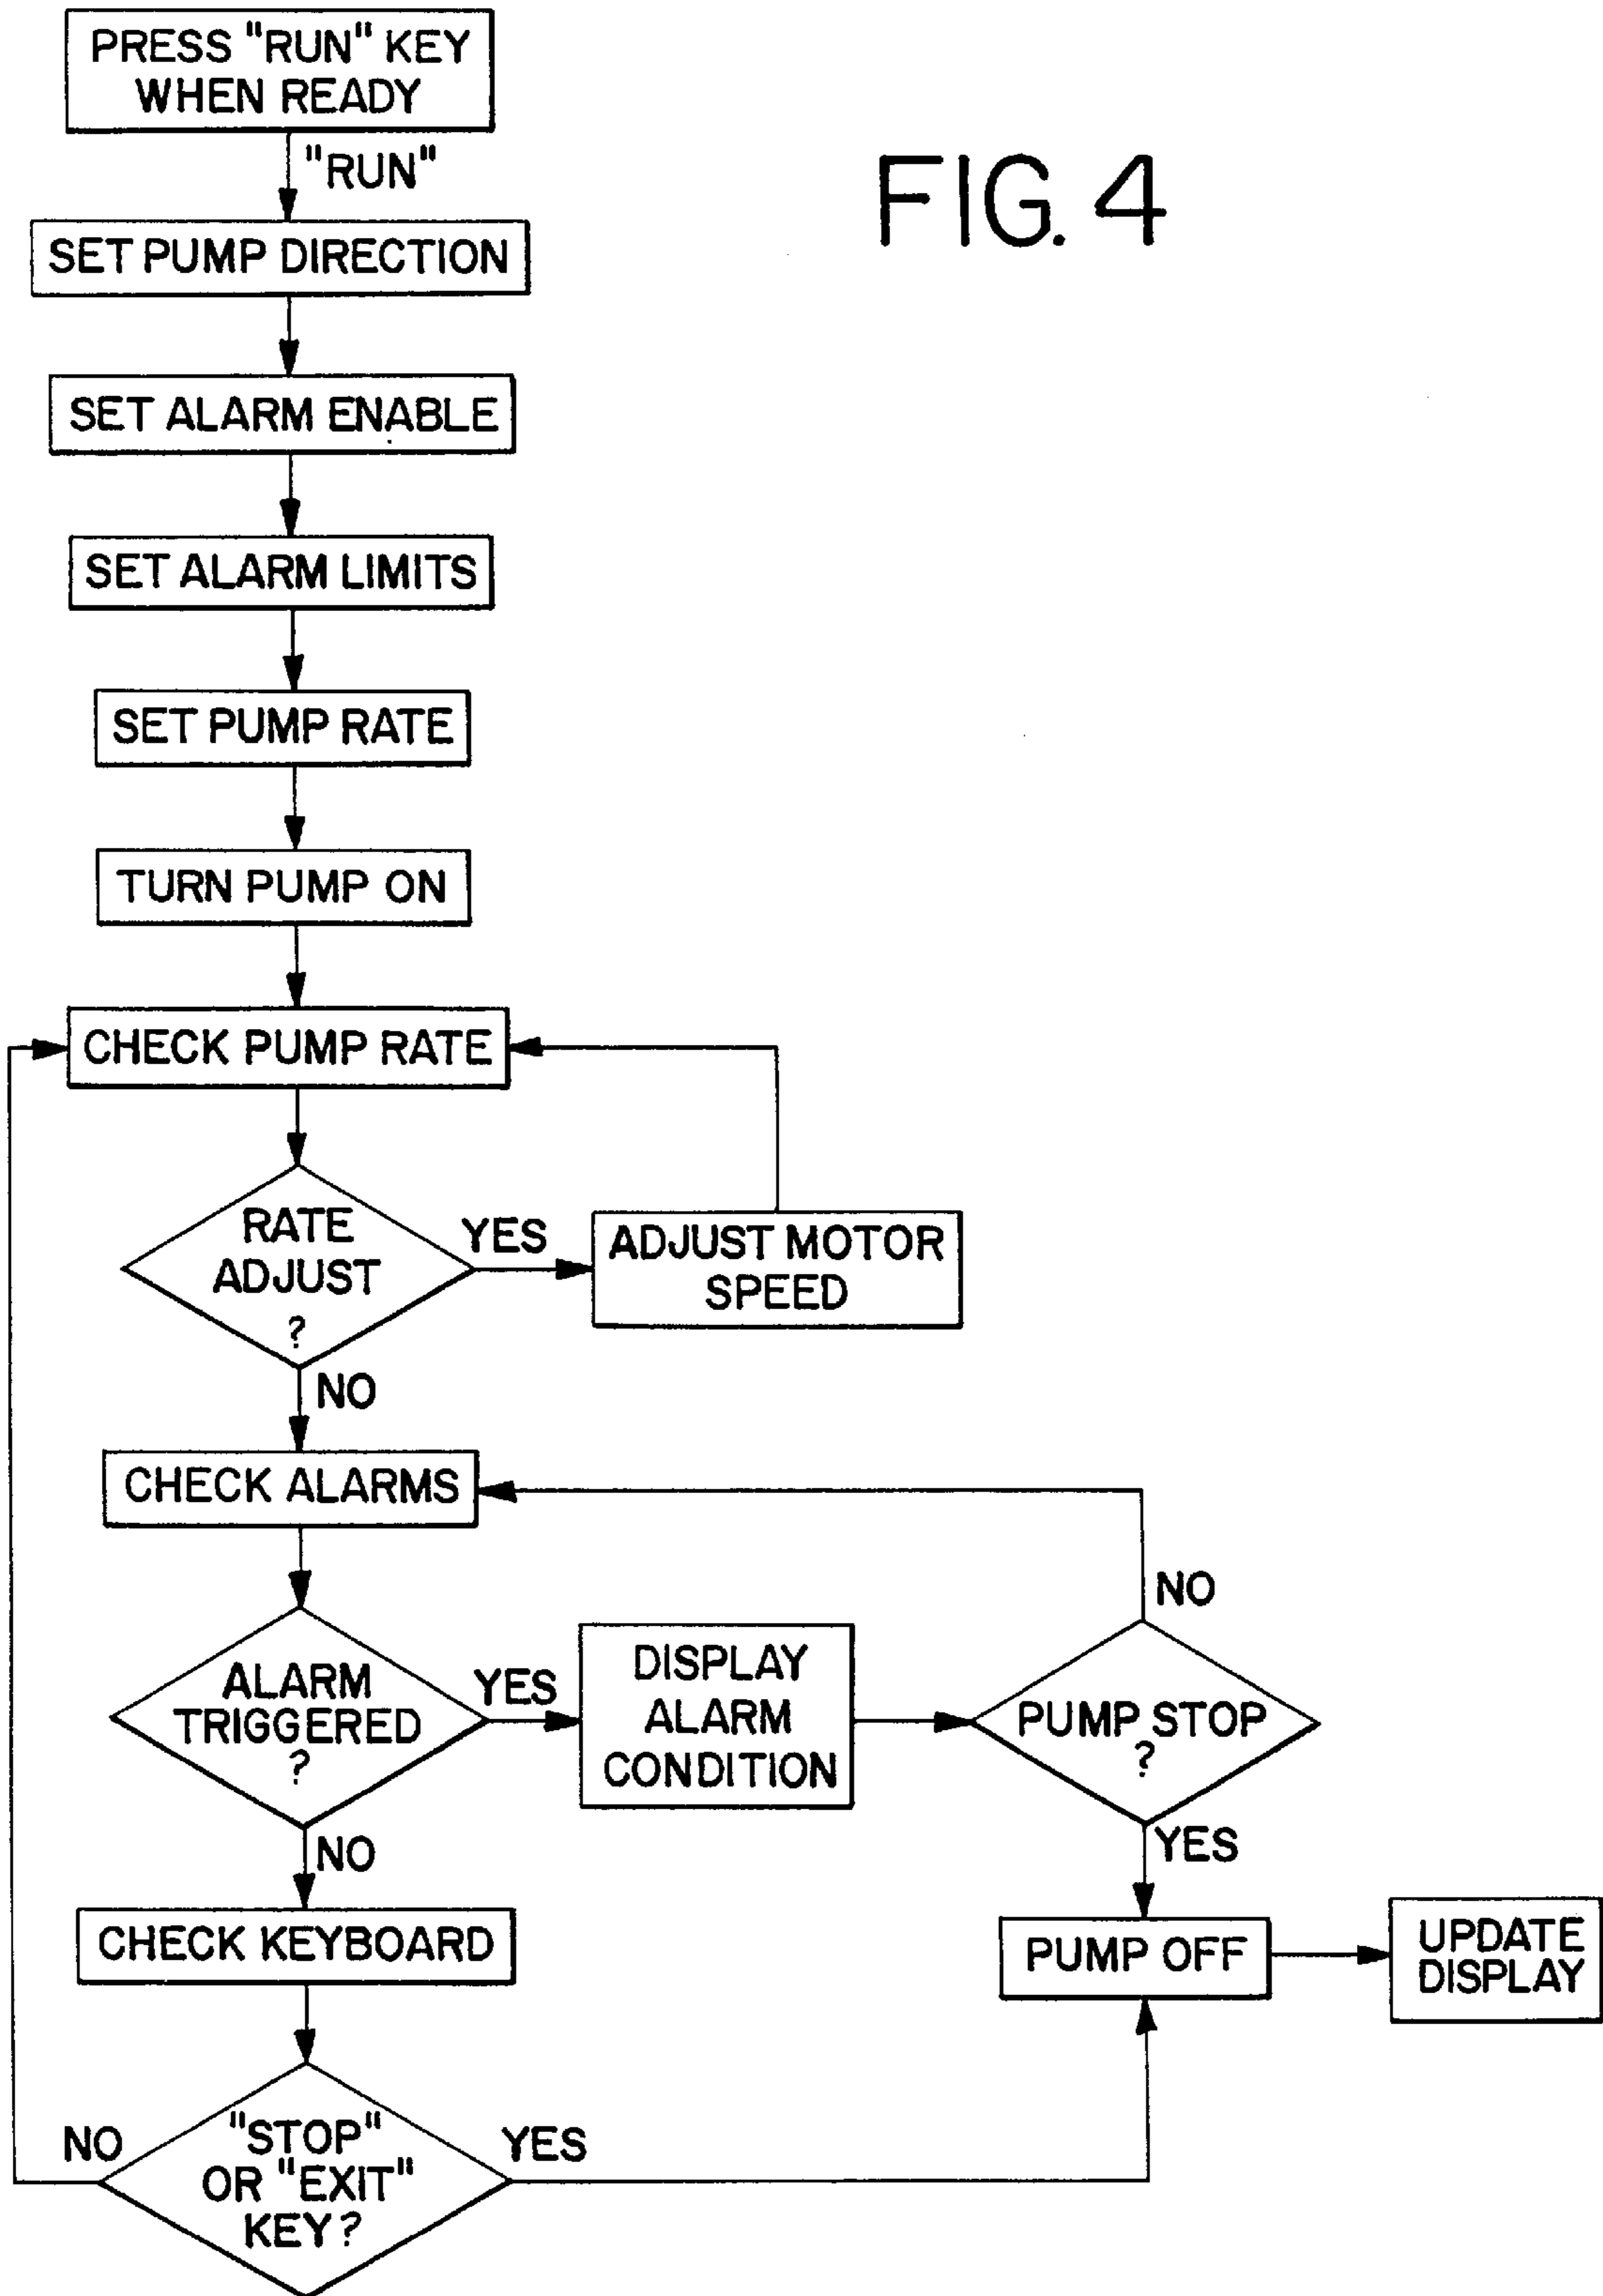 PRESS "RUN" KEY
WHEN READY
"RUN"
FIG. 4
SET PUMP DIRECTION
SET ALARM ENABLE
SET ALARM LIMITS
SET PUMP RATE
TURN PUMP ON
CHECK PUMP RATE
RATE
ADJUST
?
YES
ADJUST MOTOR
SPEED
NO
CHECK ALARMS
ALARM
TRIGGERED
?
YES
DISPLAY
ALARM
CONDITION
PUMP STOP
?
NO
YES
NO
CHECK KEYBOARD
PUMP OFF
UPDATE
DISPLAY
"STOP"
OR "EXIT"
KEY?
NO
YES